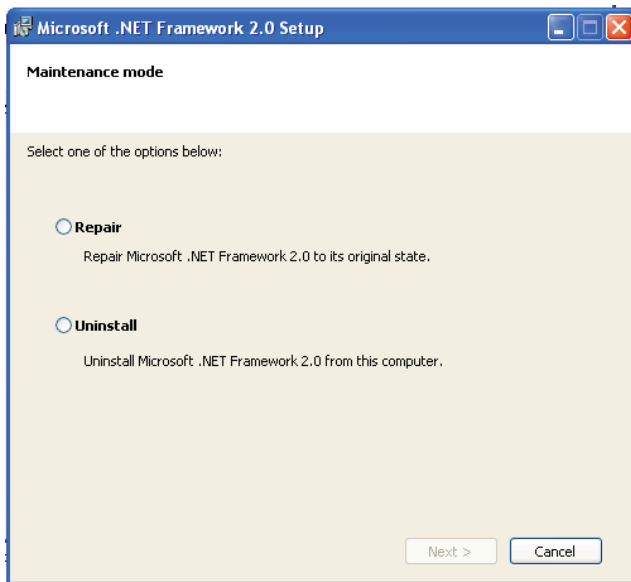 Microsoft .NET Framework 2.0 Setup
Maintenance mode
Select one of the options below:
Repair
Repair Microsoft .NET Framework 2.0 to its original state.
Uninstall
Uninstall Microsoft .NET Framework 2.0 from this computer.
Next > Cancel